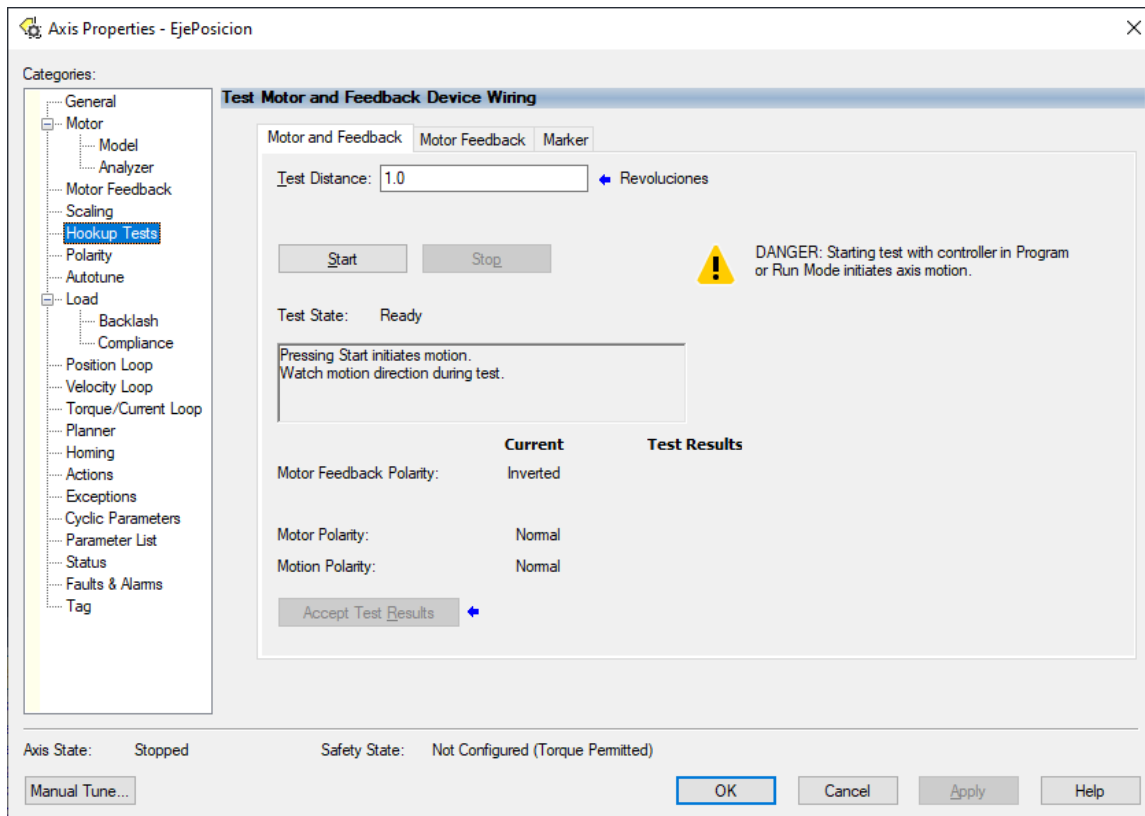 Axis Properties - EjePosicion
Categories:
General
Motor
Model
Analyzer
Motor Feedback
Scaling
Hookup Tests
Polarity
Autotune
Load
Backlash
Compliance
Position Loop
Velocity Loop
Torque/Current Loop
Planner
Homing
Actions
Exceptions
Cyclic Parameters
Parameter List
Status
Faults & Alarms
Tag
Test Motor and Feedback Device Wiring
Motor and Feedback Motor Feedback Marker
Test Distance: 1.0 Revoluciones
Start Stop
DANGER: Starting test with controller in Program
or Run Mode initiates axis motion.
Test State: Ready
Pressing Start initiates motion.
Watch motion direction during test.
Current Test Results
Motor Feedback Polarity: Inverted
Motor Polarity: Normal
Motion Polarity: Normal
Accept Test Results
Axis State: Stopped Safety State: Not Configured (Torque Permitted)
Manual Tune... OK Cancel Apply Help